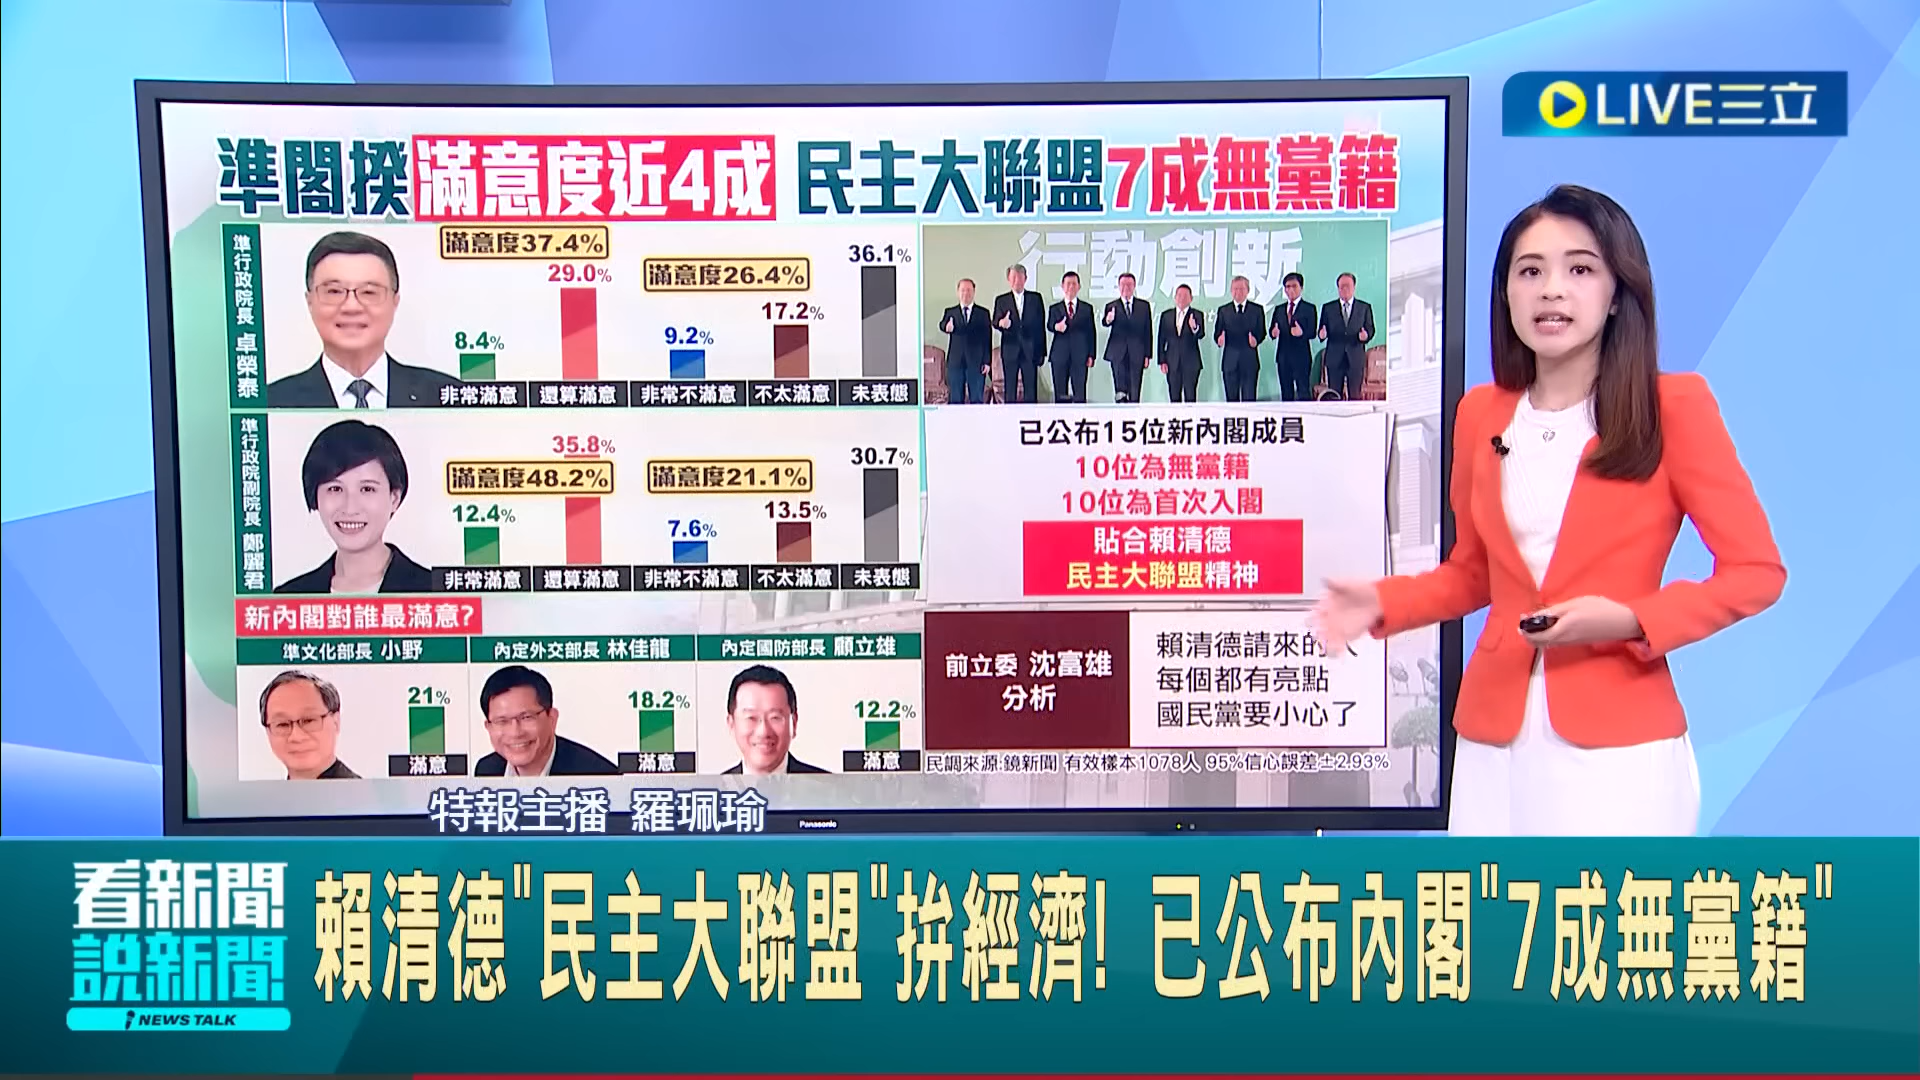 LIVE三立
準閣揆滿意度近4成 民主大聯盟7成無黨籍
準行政院長 卓榮泰
滿意度37.4%
滿意度26.4%
8.4%
29.0%
9.2%
17.2%
36.1%
非常滿意
還算滿意
非常不滿意
不太滿意
未表態
準行政院副院長 鄭麗君
滿意度48.2%
滿意度21.1%
12.4%
35.8%
7.6%
13.5%
30.7%
非常滿意
還算滿意
非常不滿意
不太滿意
未表態
新內閣對誰最滿意?
準文化部長 小野
21%
滿意
內定外交部長 林佳龍
18.2%
滿意
內定國防部長 顧立雄
12.2%
滿意
行動創新
已公布15位新內閣成員
10位為無黨籍
10位為首次入閣
貼合賴清德
民主大聯盟精神
前立委 沈富雄
分析
賴清德請來的
每個都有亮點
國民黨要小心了
民調來源:鏡新聞 有效樣本1078人 95%信心誤差±2.93%
Panasonic
特報主播 羅珮瑜
看新聞
說新聞
NEWS TALK
賴清德"民主大聯盟"拚經濟! 已公布內閣"7成無黨籍"